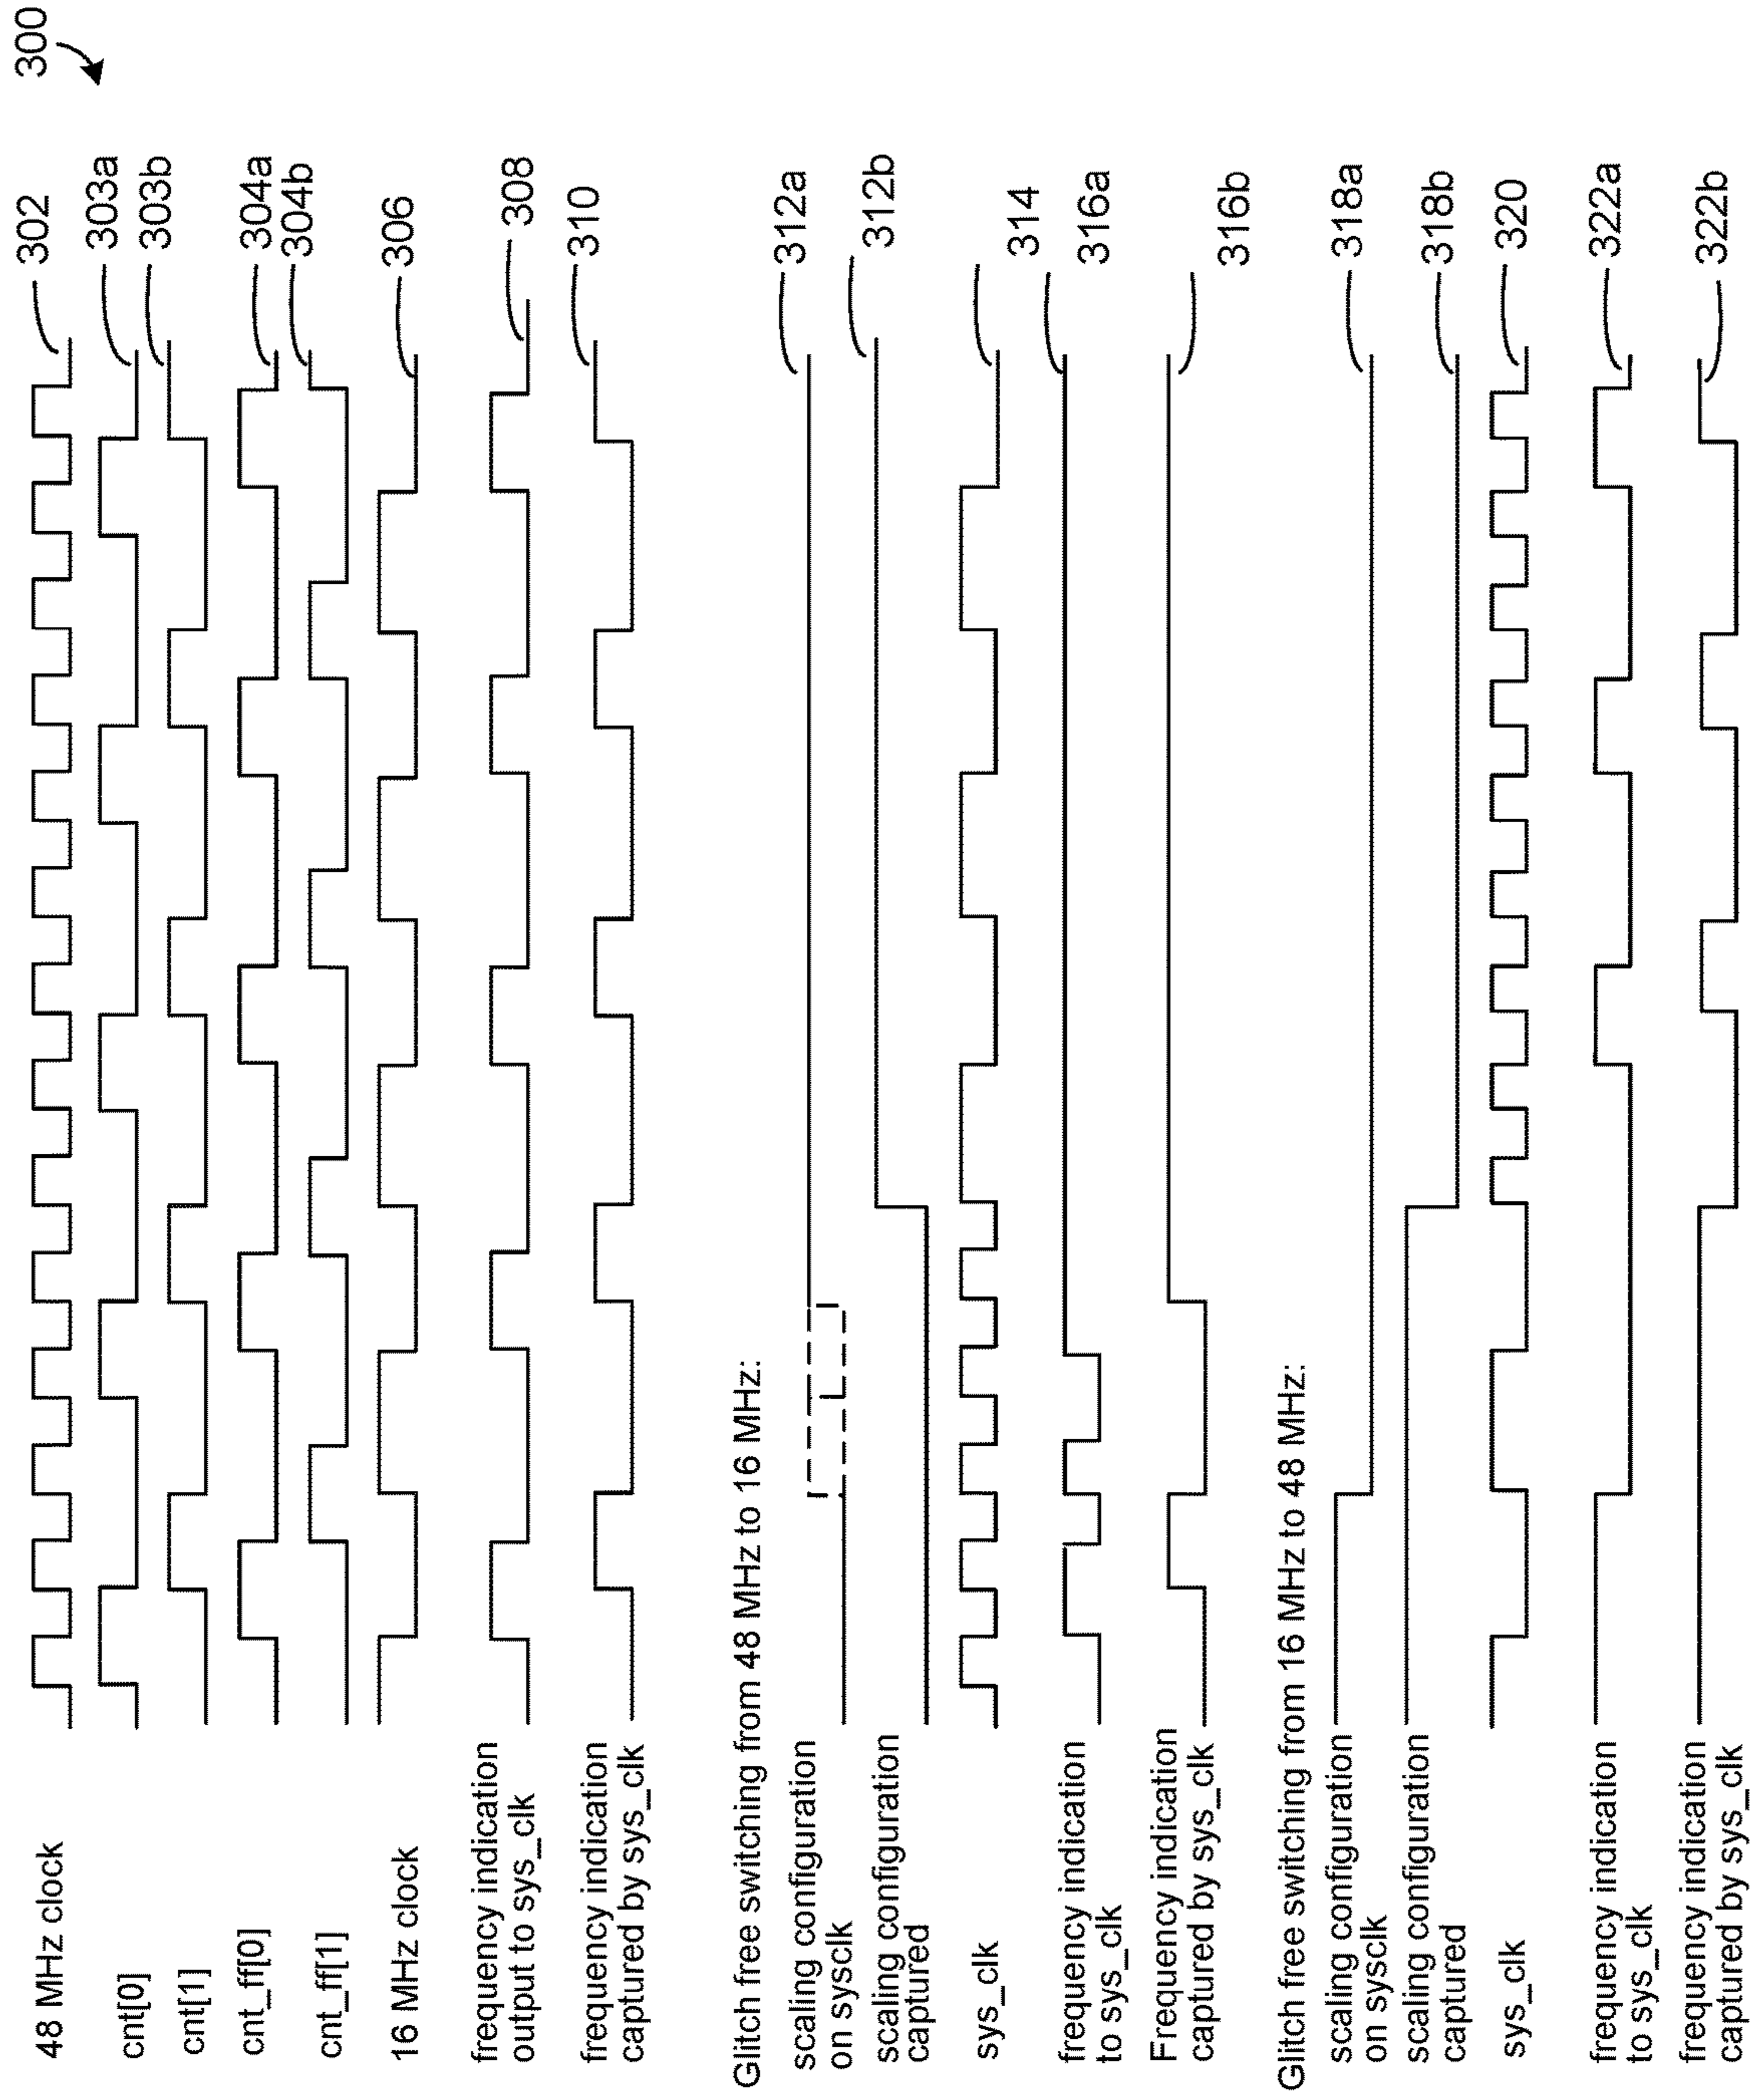 300
48 MHz clock
302
cnt[0]
303a
cnt[1]
303b
cnt_ff[0]
304a
cnt_ff[1]
304b
16 MHz clock
306
frequency indication
output to sys_clk
308
frequency indication
captured by sys_clk
310
Glitch free switching from 48 MHz to 16 MHz:
scaling configuration
on sysclk
312a
scaling configuration
captured
312b
sys_clk
314
frequency indication
to sys_clk
316a
Frequency indication
captured by sys_clk
316b
Glitch free switching from 16 MHz to 48 MHz:
scaling configuration
on sysclk
318a
scaling configuration
captured
318b
sys_clk
320
frequency indication
to sys_clk
322a
frequency indication
captured by sys_clk
322b